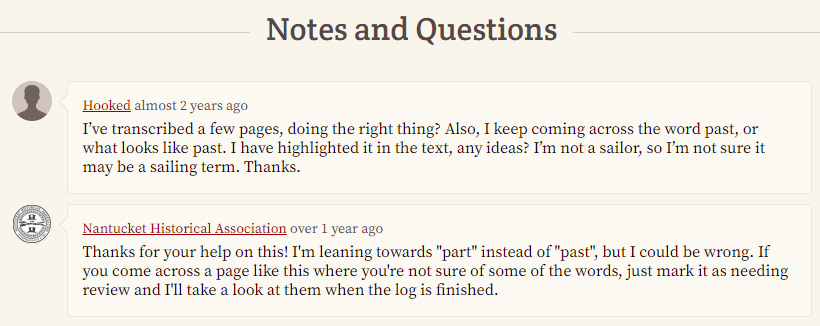 Notes and Questions
Hooked almost 2 years ago
I’ve transcribed a few pages, doing the right thing? Also, I keep coming across the word past, or
what looks like past. I have highlighted it in the text, any ideas? I’m not a sailor, so I’m not sure it
may be a sailing term. Thanks.
Nantucket Historical Association over 1 year ago
Thanks for your help on this! I'm leaning towards "part" instead of "past", but I could be wrong. If
you come across a page like this where you're not sure of some of the words, just mark it as needing
review and I'll take a look at them when the log is finished.